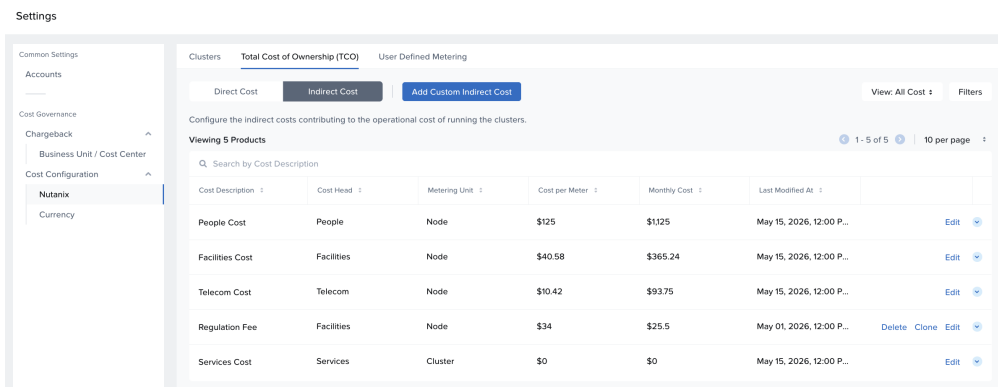 Settings
Common Settings
Accounts
Cost Governance
Chargeback
Business Unit / Cost Center
Cost Configuration
Nutanix
Currency
Clusters Total Cost of Ownership (TCO) User Defined Metering
Direct Cost Indirect Cost Add Custom Indirect Cost View: All Cost Filters
Configure the indirect costs contributing to the operational cost of running the clusters.
Viewing 5 Products 1 - 5 of 5 10 per page
Search by Cost Description
Cost Description Cost Head Metering Unit Cost per Meter Monthly Cost Last Modified At
People Cost People Node $125 $1,125 May 15, 2026, 12:00 P... Edit
Facilities Cost Facilities Node $40.58 $365.24 May 15, 2026, 12:00 P... Edit
Telecom Cost Telecom Node $10.42 $93.75 May 15, 2026, 12:00 P... Edit
Regulation Fee Facilities Node $34 $25.5 May 01, 2026, 12:00 P... Delete Clone Edit
Services Cost Services Cluster $0 $0 May 15, 2026, 12:00 P... Edit